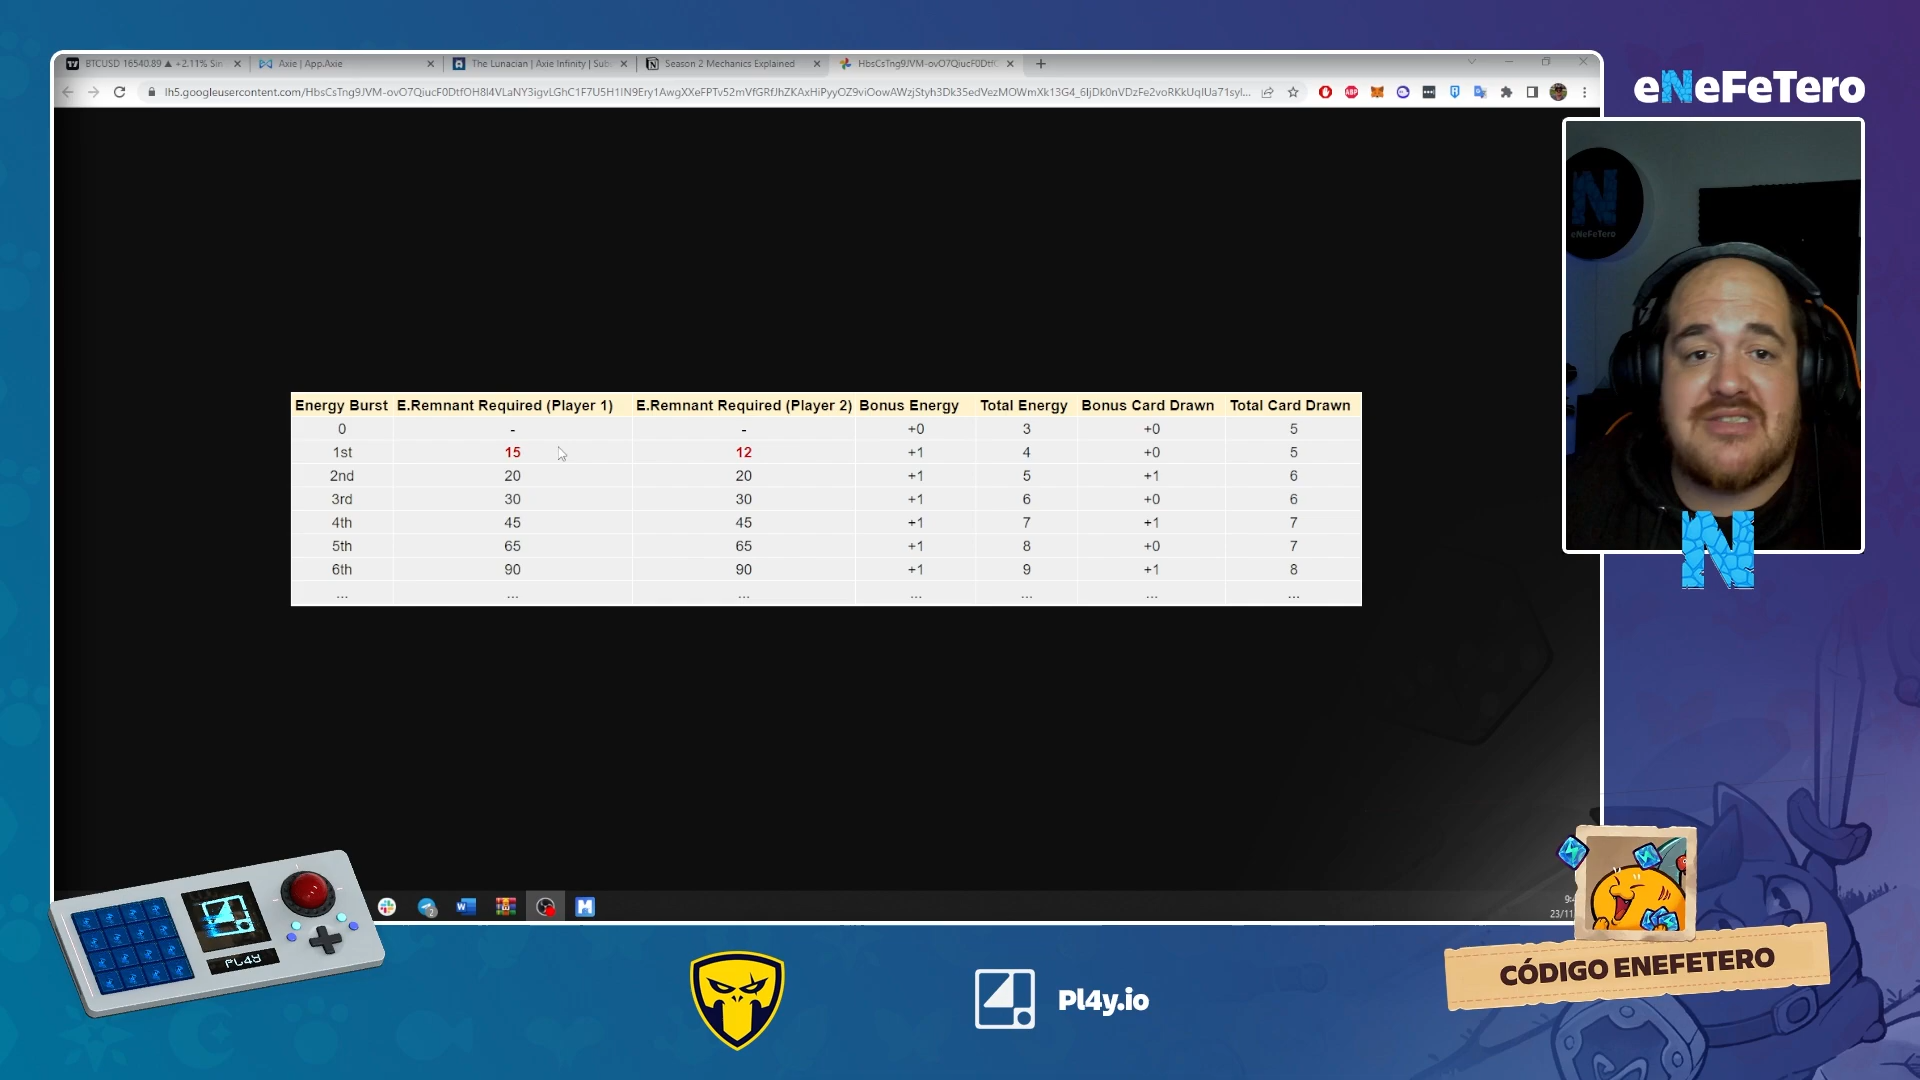 BTCUSD 16540.89 ▲ +2.11% Sin
Axie | App.Axie
The Lunacian | Axie Infinity | Sub
Season 2 Mechanics Explained
eNeFeTero
Energy Burst E.Remnant Required (Player 1) E.Remnant Required (Player 2) Bonus Energy Total Energy Bonus Card Drawn Total Card Drawn
0 - - +0 3 +0 5
1st 15 12 +1 4 +0 5
2nd 20 20 +1 5 +1 6
3rd 30 30 +1 6 +0 6
4th 45 45 +1 7 +1 7
5th 65 65 +1 8 +0 7
6th 90 90 +1 9 +1 8
... ... ... ... ... ... ...
N
eNeFeTero
N
PL4Y
Pl4y.io
CÓDIGO ENEFETERO